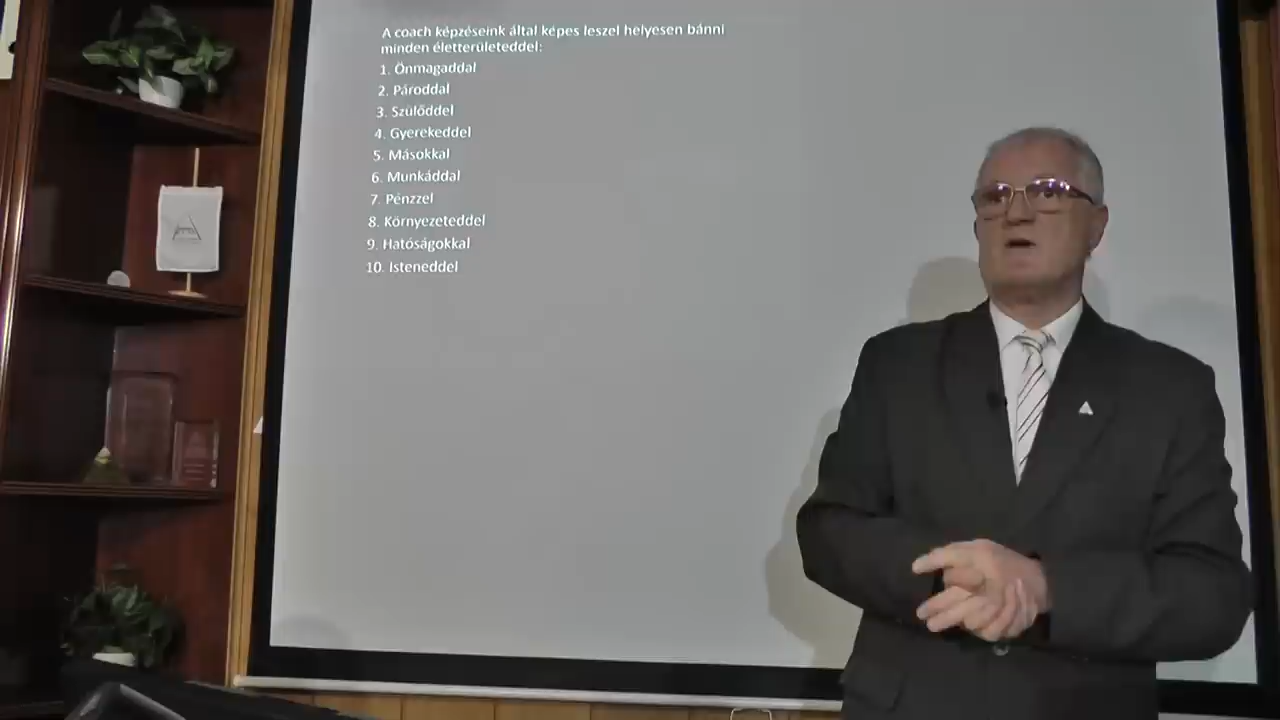 A coach képzéseink által képes leszel helyesen bánni
minden életterületeddel:
1. Önmagaddal
2. Pároddal
3. Szülőddel
4. Gyerekeddel
5. Másokkal
6. Munkáddal
7. Pénzzel
8. Környezeteddel
9. Hatóságokkal
10. Isteneddel